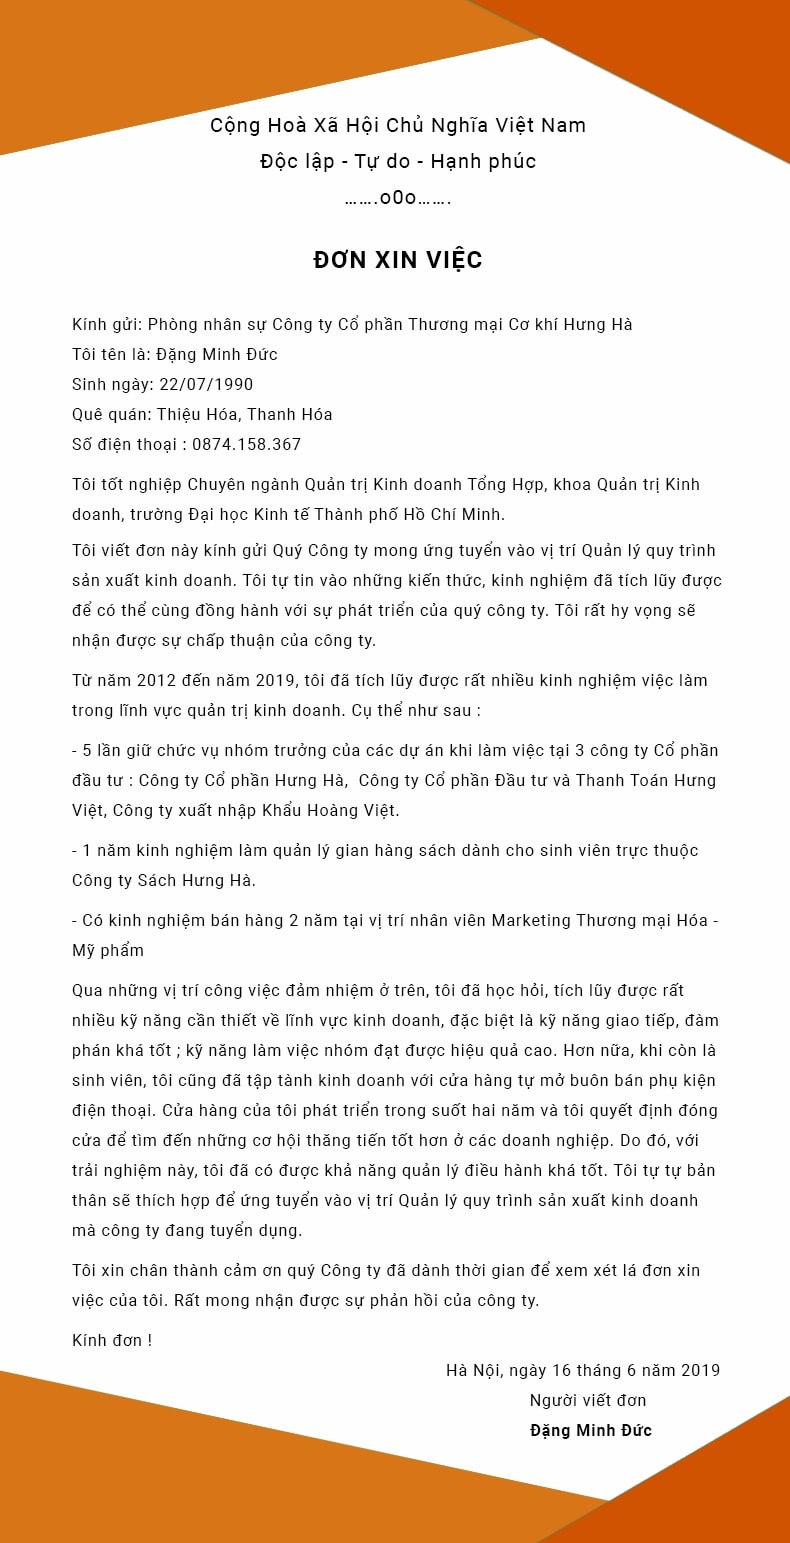 Cộng Hoà Xã Hội Chủ Nghĩa Việt Nam
Độc lập - Tự do - Hạnh phúc
…….o0o…….
ĐƠN XIN VIỆC
Kính gửi: Phòng nhân sự Công ty Cổ phần Thương mại Cơ khí Hưng Hà
Tôi tên là: Đặng Minh Đức
Sinh ngày: 22/07/1990
Quê quán: Thiệu Hóa, Thanh Hóa
Số điện thoại : 0874.158.367
Tôi tốt nghiệp Chuyên ngành Quản trị Kinh doanh Tổng Hợp, khoa Quản trị Kinh
doanh, trường Đại học Kinh tế Thành phố Hồ Chí Minh.
Tôi viết đơn này kính gửi Quý Công ty mong ứng tuyển vào vị trí Quản lý quy trình
sản xuất kinh doanh. Tôi tự tin vào những kiến thức, kinh nghiệm đã tích lũy được
để có thể cùng đồng hành với sự phát triển của quý công ty. Tôi rất hy vọng sẽ
nhận được sự chấp thuận của công ty.
Từ năm 2012 đến năm 2019, tôi đã tích lũy được rất nhiều kinh nghiệm việc làm
trong lĩnh vực quản trị kinh doanh. Cụ thể như sau :
- 5 lần giữ chức vụ nhóm trưởng của các dự án khi làm việc tại 3 công ty Cổ phần
đầu tư : Công ty Cổ phần Hưng Hà,  Công ty Cổ phần Đầu tư và Thanh Toán Hưng
Việt, Công ty xuất nhập Khẩu Hoàng Việt.
- 1 năm kinh nghiệm làm quản lý gian hàng sách dành cho sinh viên trực thuộc
Công ty Sách Hưng Hà.
- Có kinh nghiệm bán hàng 2 năm tại vị trí nhân viên Marketing Thương mại Hóa -
Mỹ phẩm
Qua những vị trí công việc đảm nhiệm ở trên, tôi đã học hỏi, tích lũy được rất
nhiều kỹ năng cần thiết về lĩnh vực kinh doanh, đặc biệt là kỹ năng giao tiếp, đàm
phán khá tốt ; kỹ năng làm việc nhóm đạt được hiệu quả cao. Hơn nữa, khi còn là
sinh viên, tôi cũng đã tập tành kinh doanh với cửa hàng tự mở buôn bán phụ kiện
điện thoại. Cửa hàng của tôi phát triển trong suốt hai năm và tôi quyết định đóng
cửa để tìm đến những cơ hội thăng tiến tốt hơn ở các doanh nghiệp. Do đó, với
trải nghiệm này, tôi đã có được khả năng quản lý điều hành khá tốt. Tôi tự tự bản
thân sẽ thích hợp để ứng tuyển vào vị trí Quản lý quy trình sản xuất kinh doanh
mà công ty đang tuyển dụng.
Tôi xin chân thành cảm ơn quý Công ty đã dành thời gian để xem xét lá đơn xin
việc của tôi. Rất mong nhận được sự phản hồi của công ty.
Kính đơn !
Hà Nội, ngày 16 tháng 6 năm 2019
Người viết đơn
Đặng Minh Đức